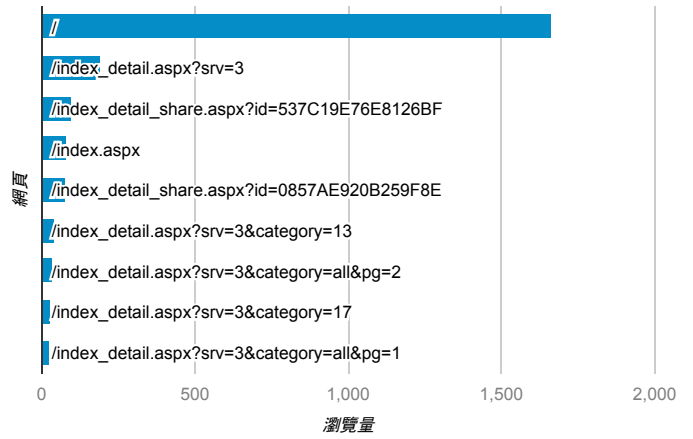 /
/index_detail.aspx?srv=3
/index_detail_share.aspx?id=537C19E76E8126BF
/index.aspx
/index_detail_share.aspx?id=0857AE920B259F8E
/index_detail.aspx?srv=3&category=13
/index_detail.aspx?srv=3&category=all&pg=2
/index_detail.aspx?srv=3&category=17
/index_detail.aspx?srv=3&category=all&pg=1
網頁
0 500 1,000 1,500 2,000
瀏覽量